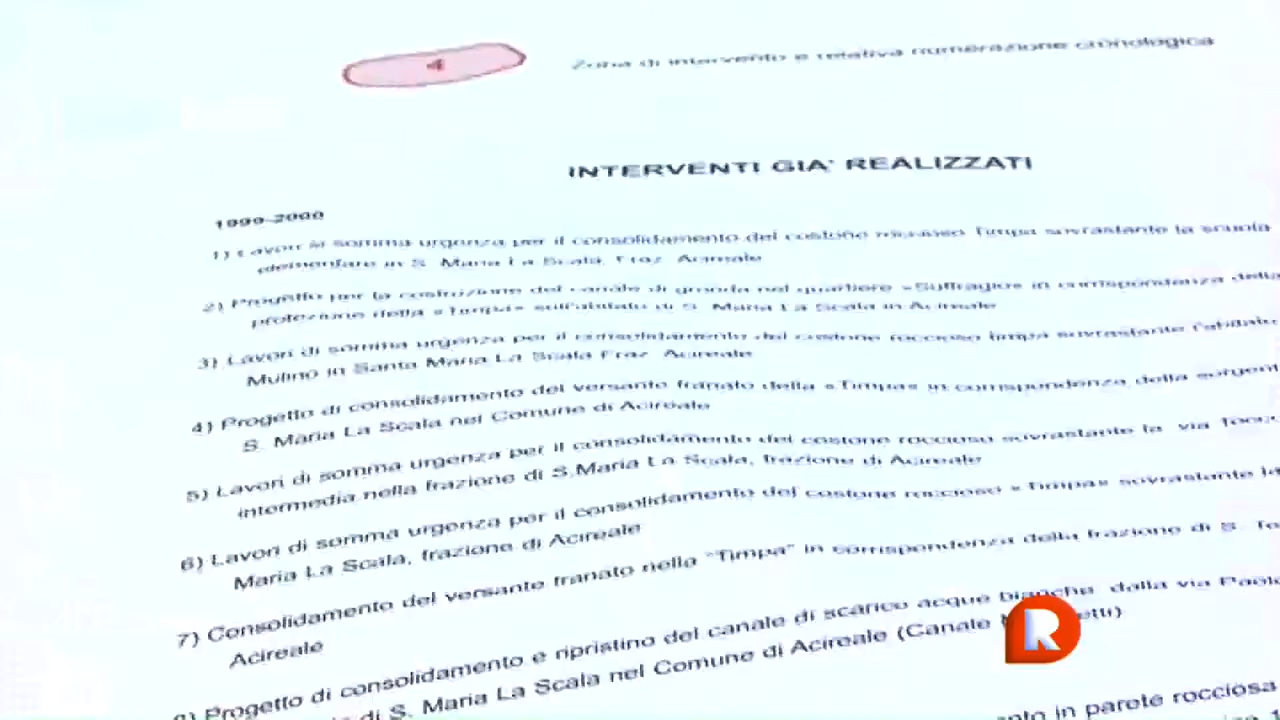 4
Zona di intervento e relativa numerazione cronologica
INTERVENTI GIA' REALIZZATI
1999-2000
1) Lavori di somma urgenza per il consolidamento del costone roccioso Timpa sovrastante la scuola
elementare in S. Maria La Scala, Fraz. Acireale
2) Progetto per la costruzione del canale di gronda nel quartiere «Suffragio» in corrispondenza della
protezione della «Timpa» sull'abitato di S. Maria La Scala in Acireale
3) Lavori di somma urgenza per il consolidamento del costone roccioso timpa sovrastante l'abitato
Mulino in Santa Maria La Scala Fraz. Acireale
4) Progetto di consolidamento del versante franato della «Timpa» in corrispondenza della
S. Maria La Scala nel Comune di Acireale
5) Lavori di somma urgenza per il consolidamento del costone roccioso sovrastante la via
intermedia nella frazione di S.Maria La Scala, frazione di Acireale
6) Lavori di somma urgenza per il consolidamento del costone roccioso «Timpa» sovrastante
Maria La Scala, frazione di Acireale
7) Consolidamento del versante franato nella "Timpa" in corrispondenza della frazione di S.
Acireale
8) Progetto di consolidamento e ripristino del canale di scarico acque bianche dalla via
di S. Maria La Scala nel Comune di Acireale (Canale
in parete rocciosa
R